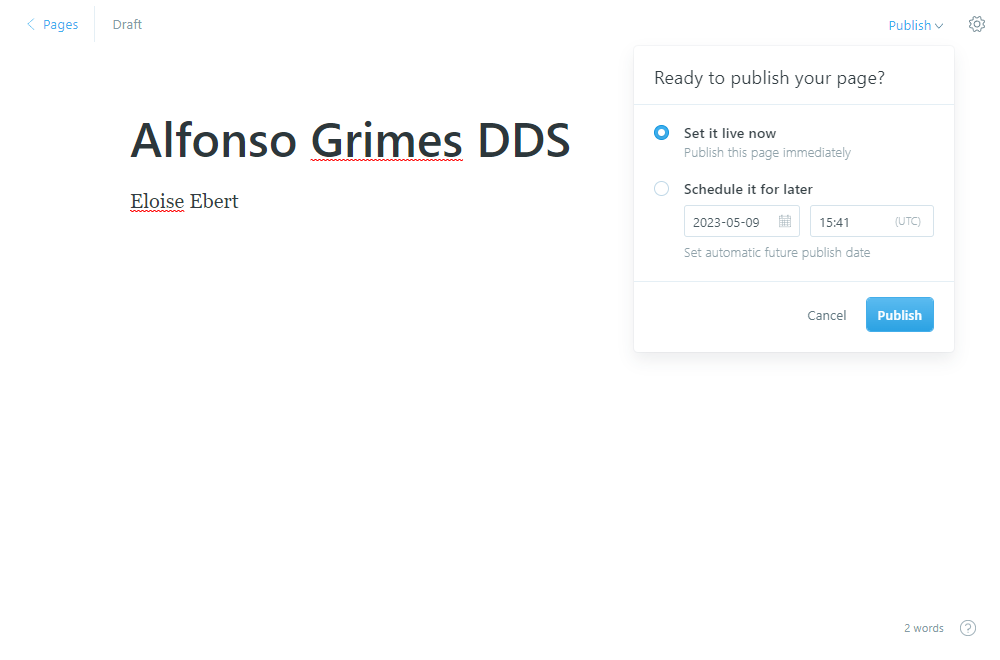 Pages
Draft
Publish
Ready to publish your page?
Alfonso Grimes DDS
Eloise Ebert
Set it live now
Publish this page immediately
Schedule it for later
2023-05-09
15:41 (UTC)
Set automatic future publish date
Cancel
Publish
2 words
?